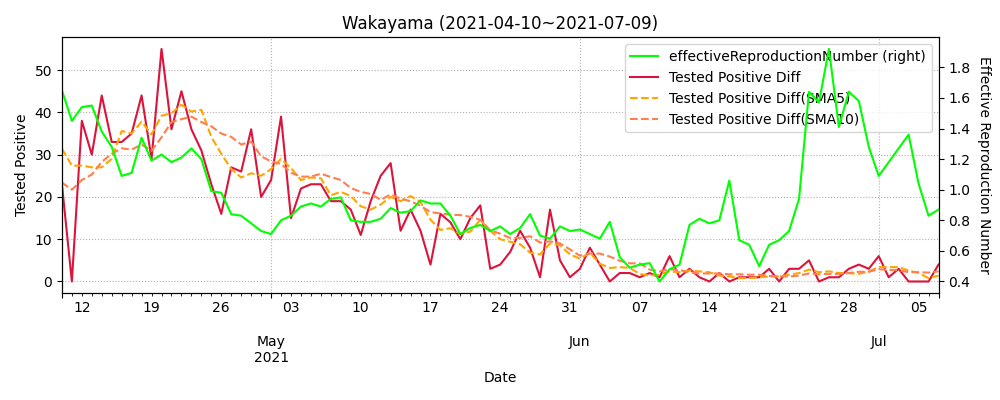 Wakayama (2021-04-10~2021-07-09)
effectiveReproductionNumber (right)
Tested Positive Diff
Tested Positive Diff(SMA5)
Tested Positive Diff(SMA10)
Tested Positive
50
40
30
20
10
0
Effective Reproduction Number
1.8
1.6
1.4
1.2
1.0
0.8
0.6
0.4
12 19 26 03 10 17 24 31 07 14 21 28 05
May Jun Jul
2021
Date